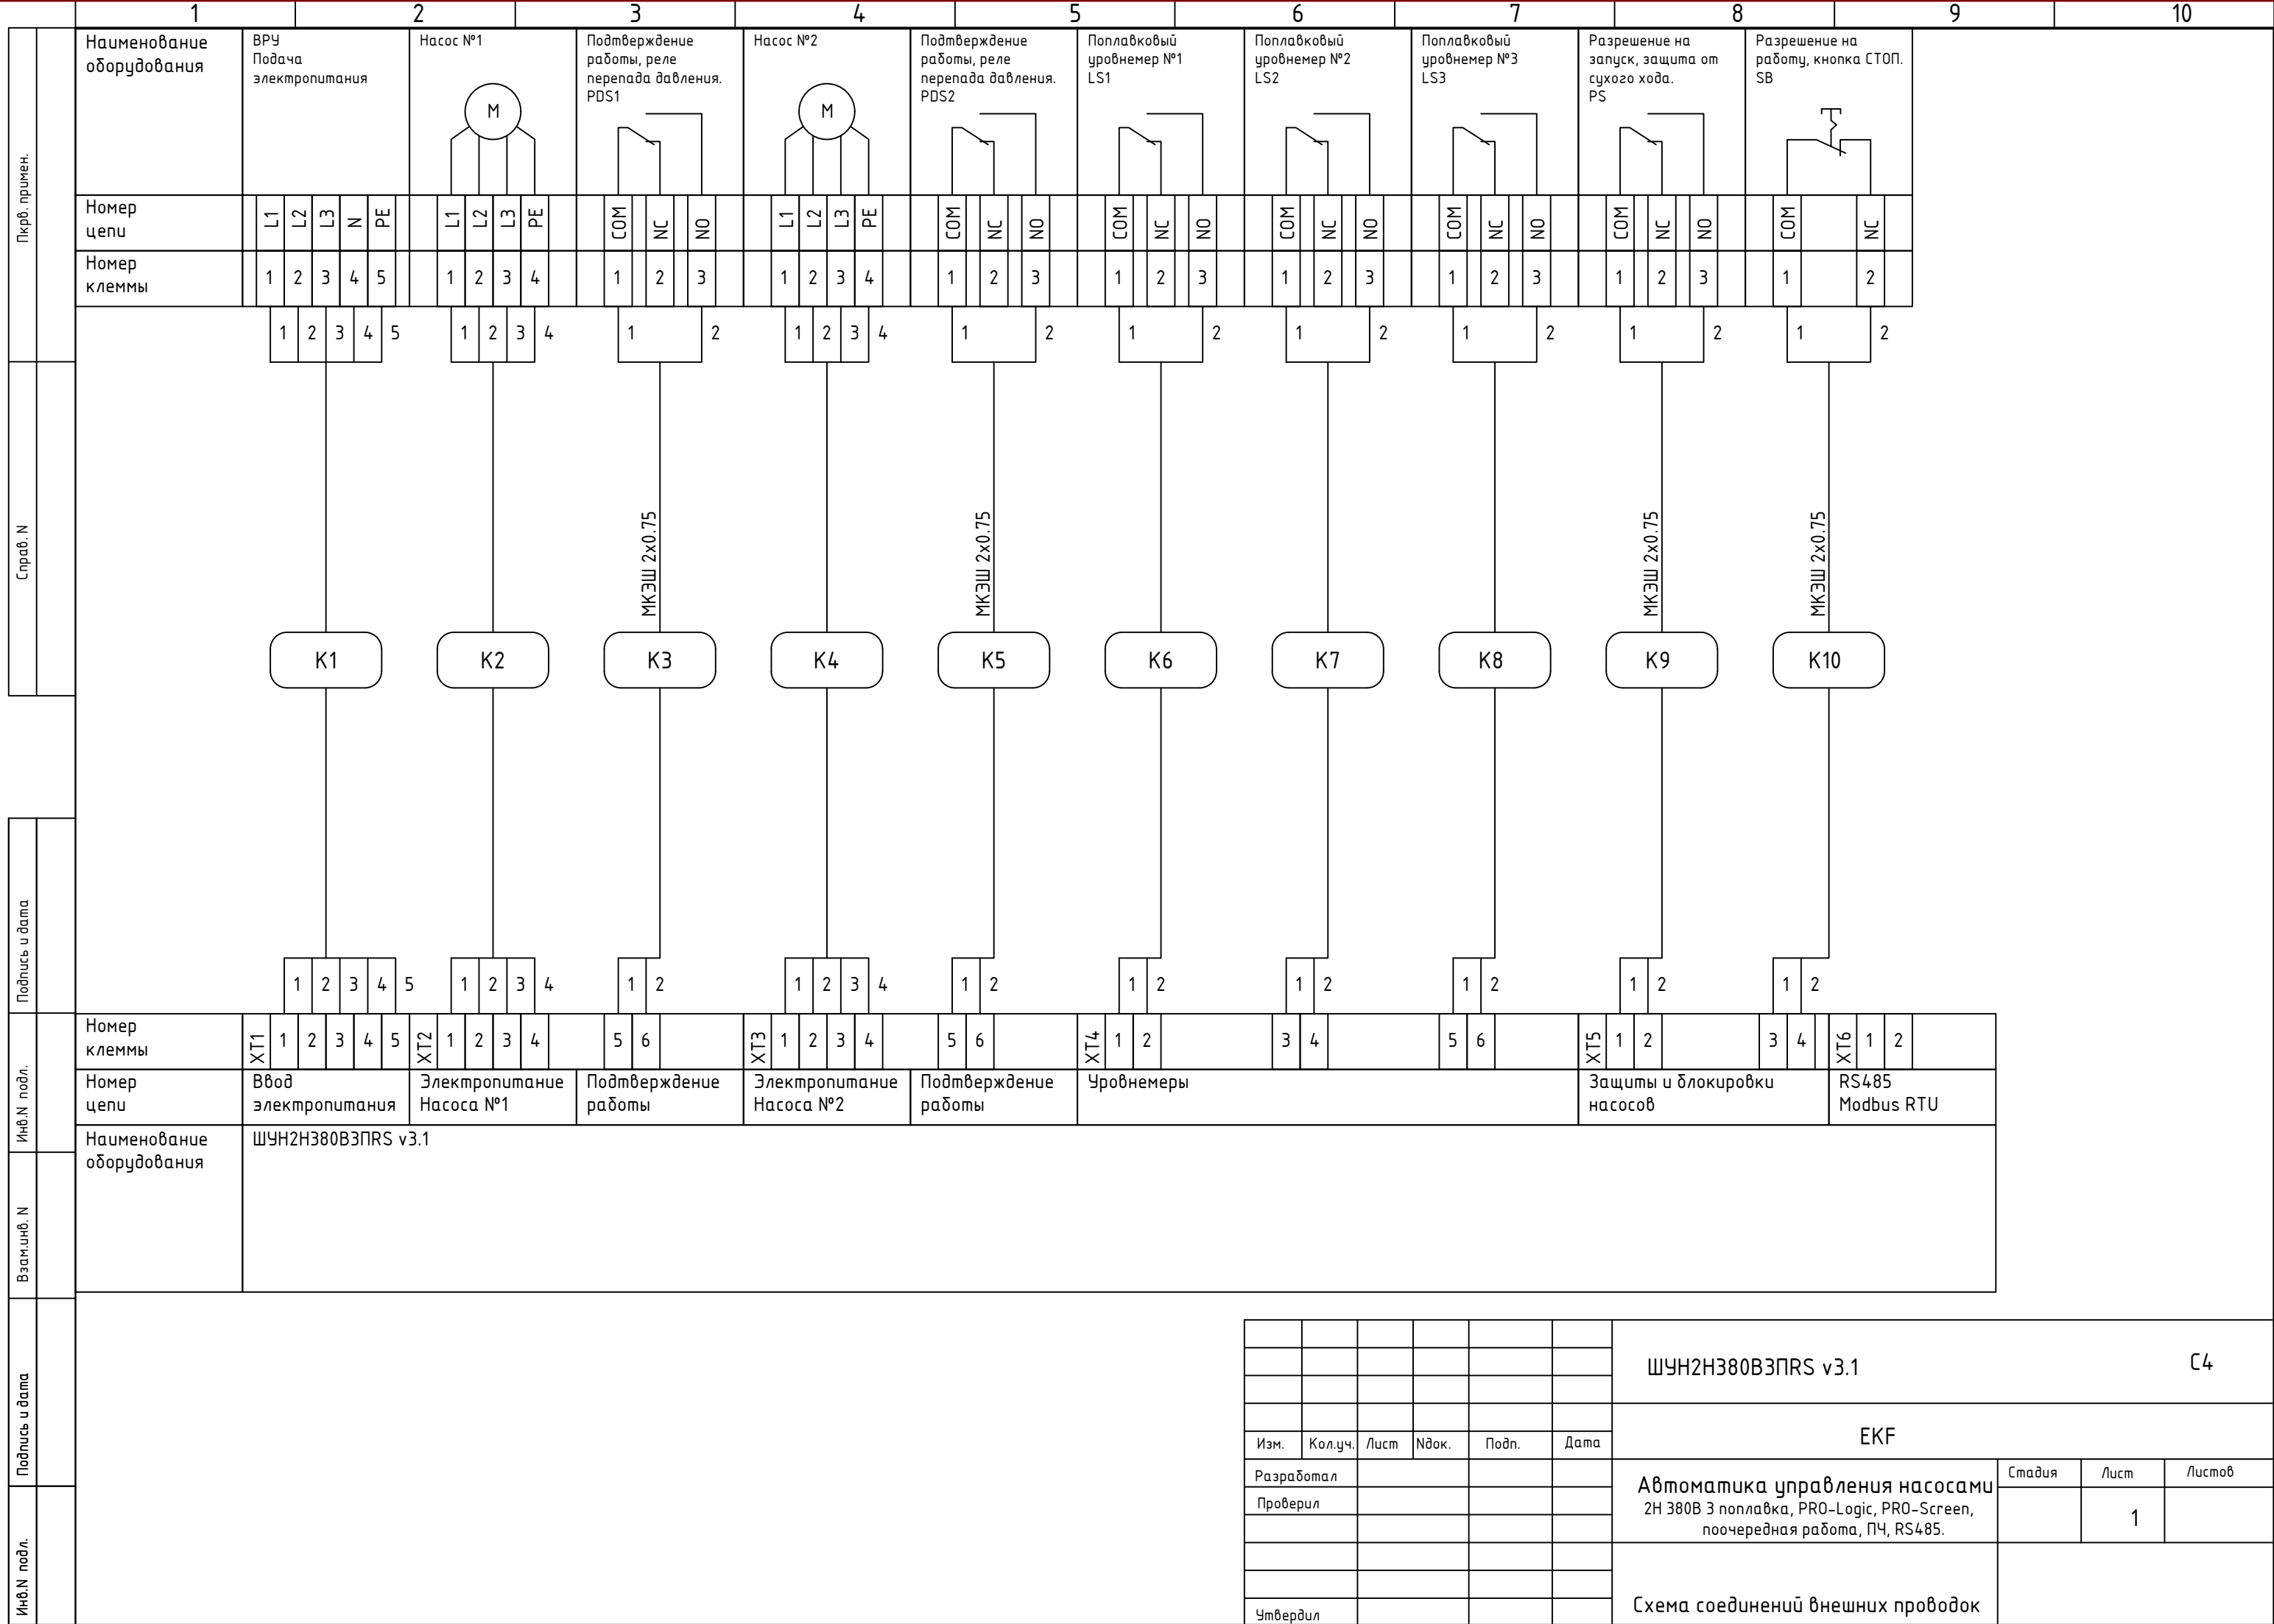 1 2 3 4 5 6 7 8 9 10
Наименование
оборудования
ВРУ
Подача
электропитания
Насос №1
Подтверждение
работы, реле
перепада давления.
PDS1
Насос №2
Подтверждение
работы, реле
перепада давления.
PDS2
Поплавковый
уровнемер №1
LS1
Поплавковый
уровнемер №2
LS2
Поплавковый
уровнемер №3
LS3
Разрешение на
запуск, защита от
сухого хода.
PS
Разрешение на
работу, кнопка СТОП.
SB
M
M
Номер
цепи
L1 L2 L3 N PE L1 L2 L3 PE COM NC NO L1 L2 L3 PE COM NC NO COM NC NO COM NC NO COM NC NO COM NC NO COM NC
Номер
клеммы
1 2 3 4 5 1 2 3 4 1 2 3 1 2 3 4 1 2 3 1 2 3 1 2 3 1 2 3 1 2 3 1 2
1 2 3 4 5 1 2 3 4 1 2 1 2 3 4 1 2 1 2 1 2 1 2 1 2 1 2
МКЭШ 2х0.75
МКЭШ 2х0.75
МКЭШ 2х0.75
МКЭШ 2х0.75
K1 K2 K3 K4 K5 K6 K7 K8 K9 K10
1 2 3 4 5 1 2 3 4 1 2 1 2 3 4 1 2 1 2 1 2 1 2 1 2 1 2
Номер
клеммы
XT1 1 2 3 4 5 XT2 1 2 3 4 5 6 XT3 1 2 3 4 5 6 XT4 1 2 3 4 5 6 XT5 1 2 3 4 XT6 1 2
Номер
цепи
Ввод
электропитания
Электропитание
Насоса №1
Подтверждение
работы
Электропитание
Насоса №2
Подтверждение
работы
Уровнемеры
Защиты и блокировки
насосов
RS485
Modbus RTU
Наименование
оборудования
ШУН2Н380В3ПRS v3.1
Пкрв. примен.
Справ. N
Подпись и дата
Инв.N подл.
Взам.инв. N
Подпись и дата
Инв.N подл.
ШУН2Н380В3ПRS v3.1
С4
EKF
Изм. Кол.уч. Лист Nдок. Подп. Дата
Разработал
Проверил
Утвердил
Автоматика управления насосами
2Н 380В 3 поплавка, PRO-Logic, PRO-Screen,
поочередная работа, ПЧ, RS485.
Стадия Лист Листов
1
Схема соединений внешних проводок